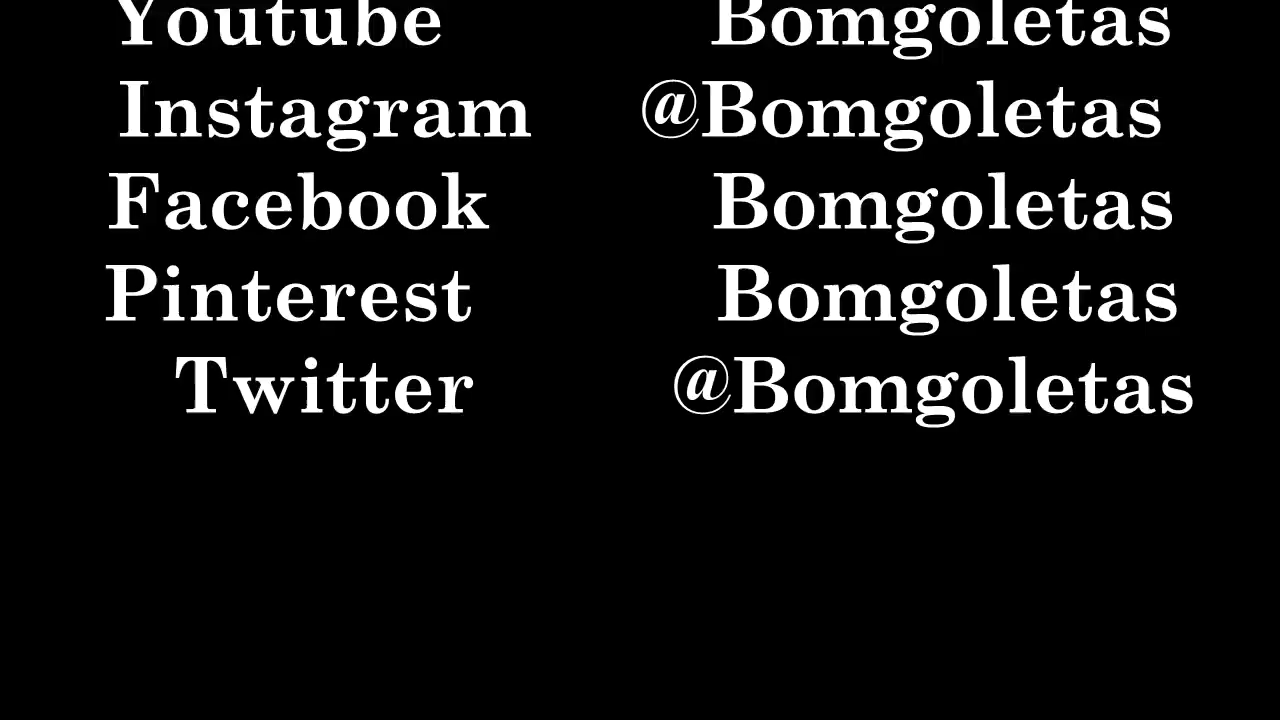 Youtube Bomgoletas
Instagram @Bomgoletas
Facebook Bomgoletas
Pinterest Bomgoletas
Twitter @Bomgoletas